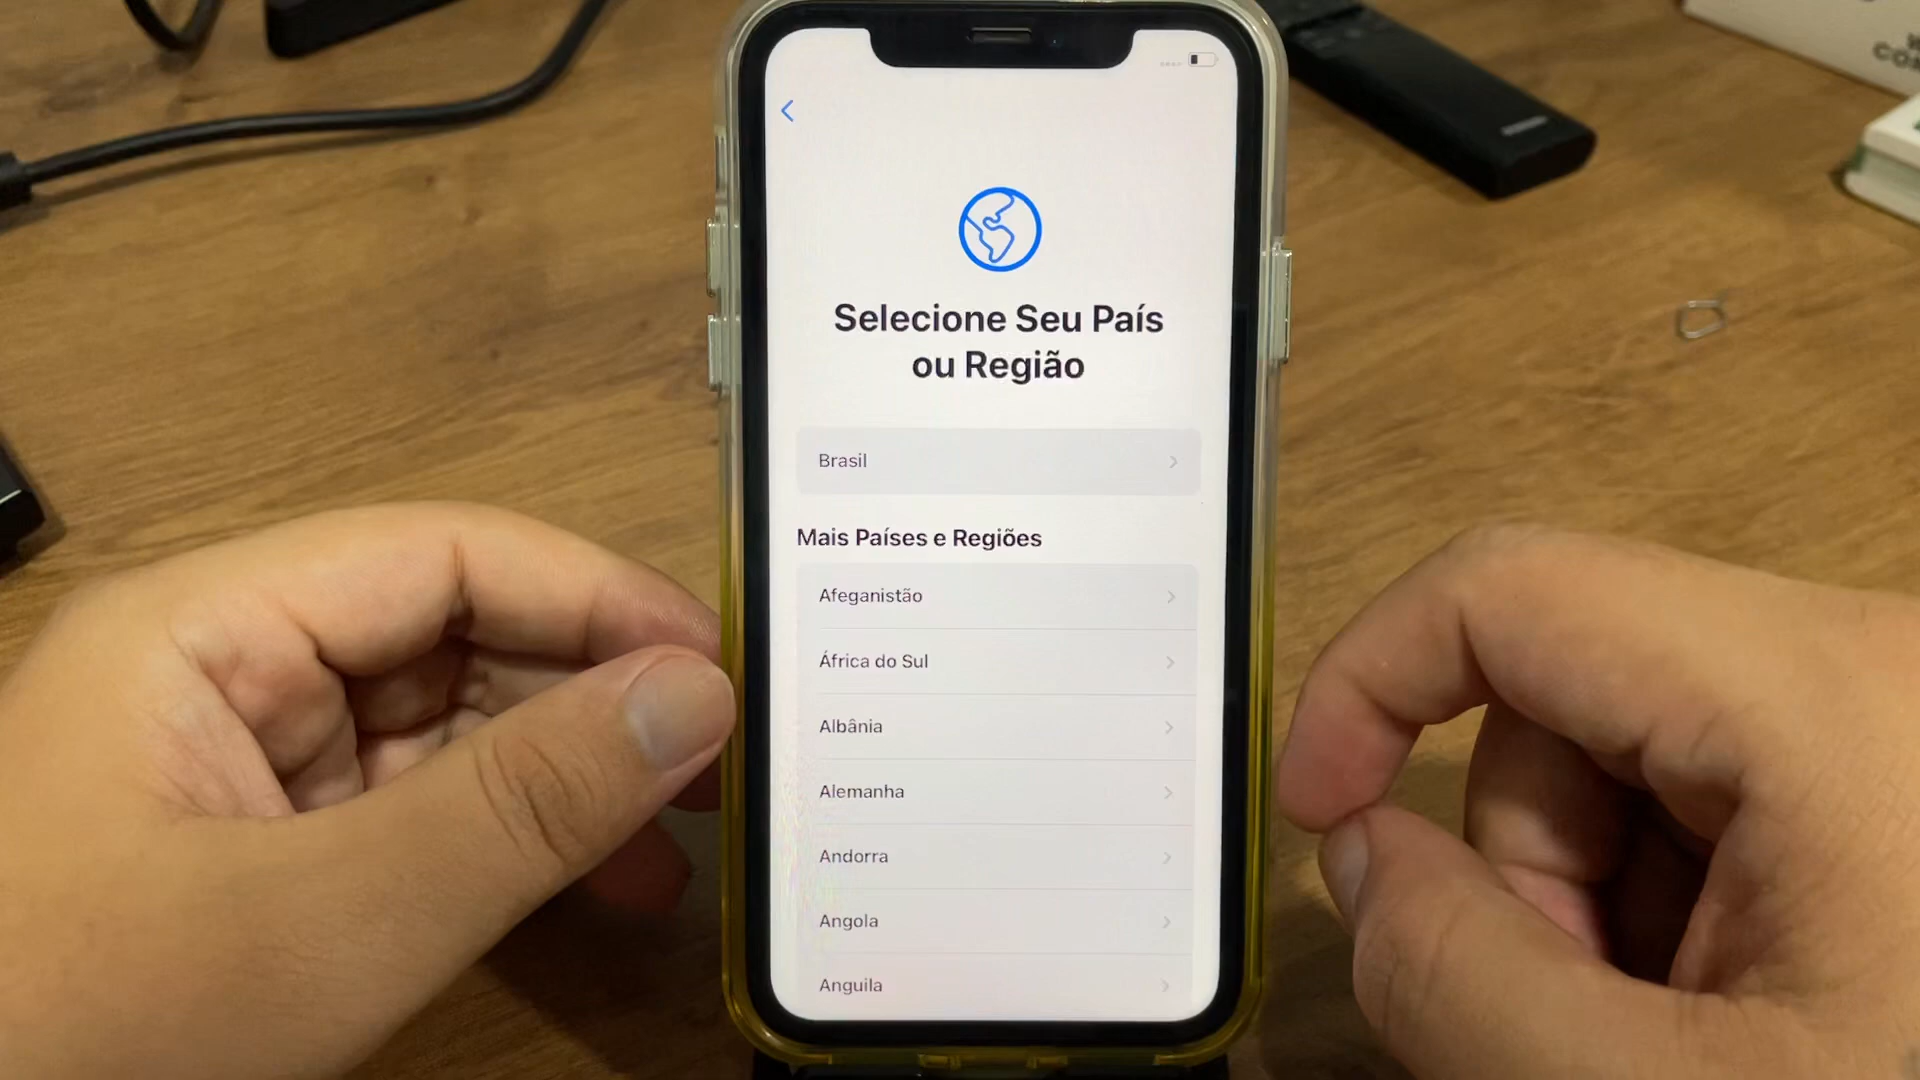 Selecione Seu País
ou Região
Brasil
Mais Países e Regiões
Afeganistão
África do Sul
Albânia
Alemanha
Andorra
Angola
Anguila